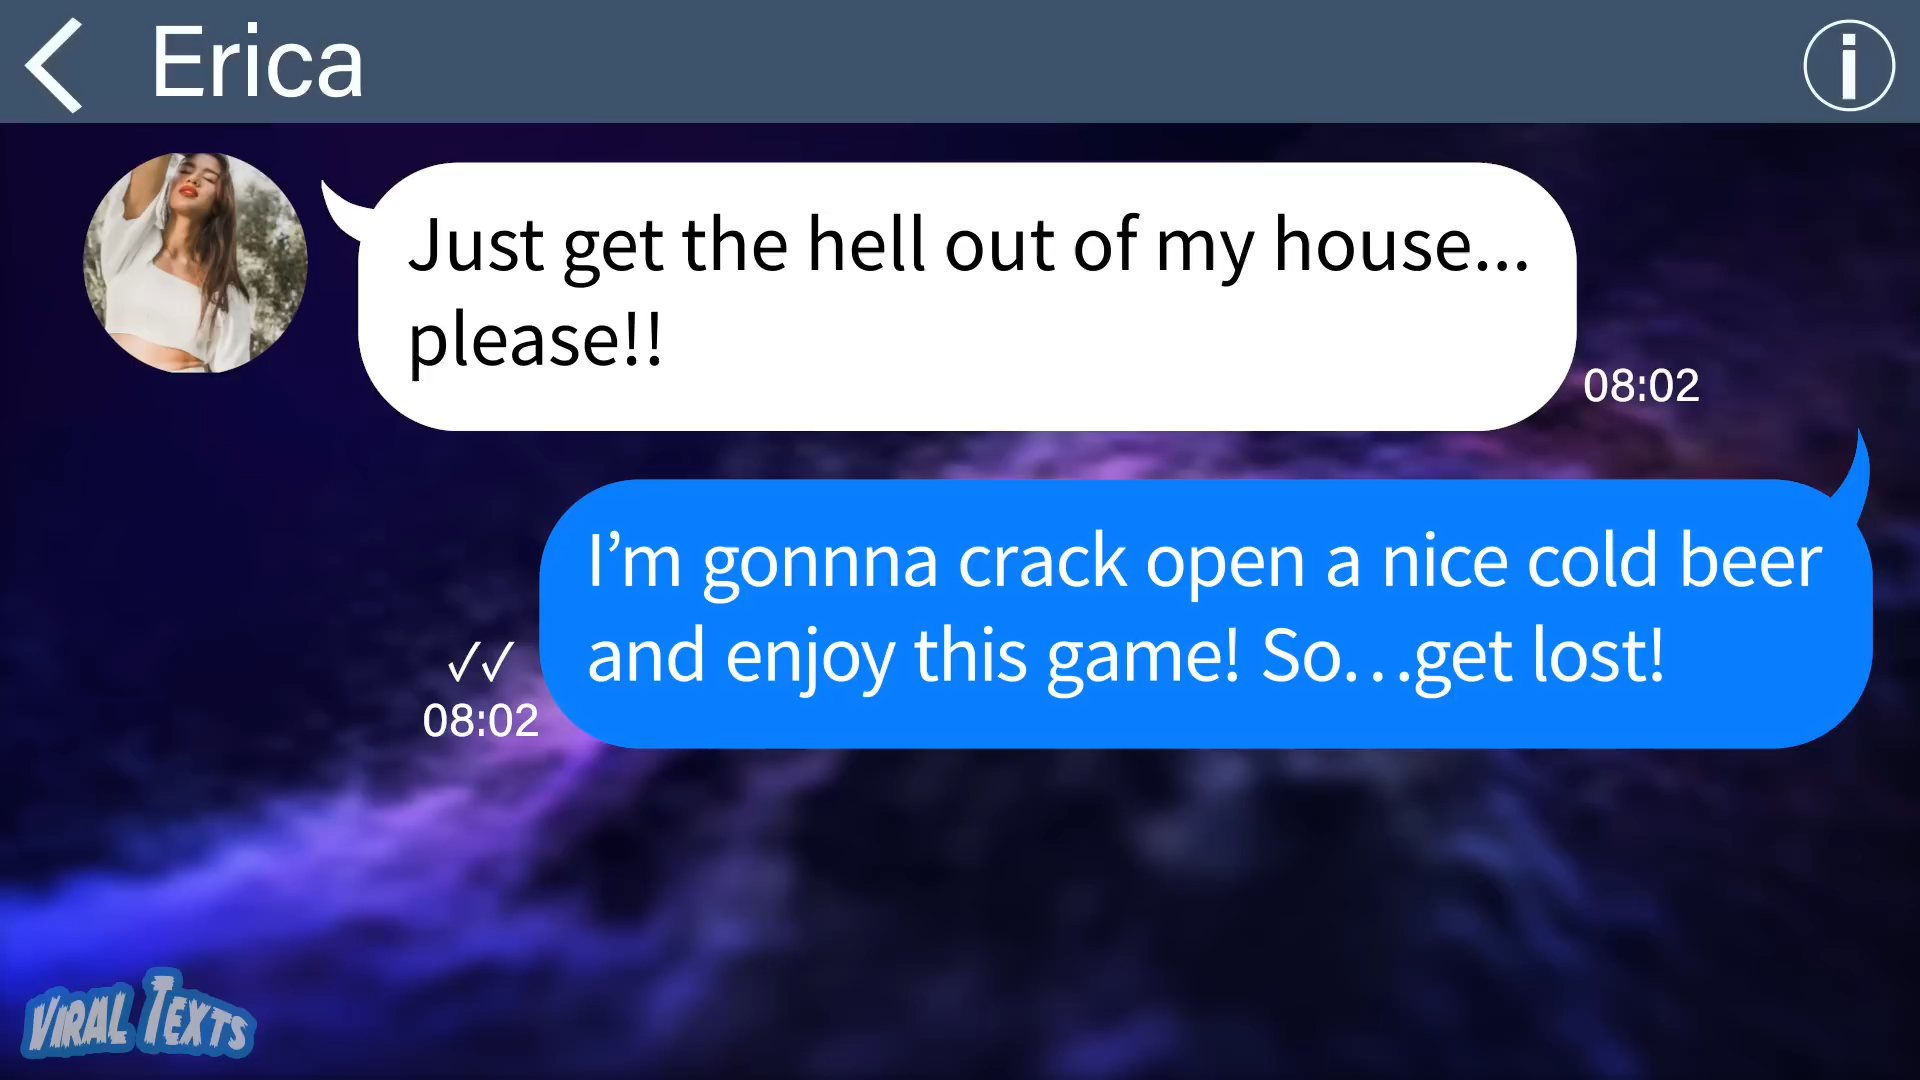 Erica
Just get the hell out of my house...
please!!
08:02
I’m gonnna crack open a nice cold beer
and enjoy this game! So…get lost!
✓✓
08:02
VIRAL TEXTS